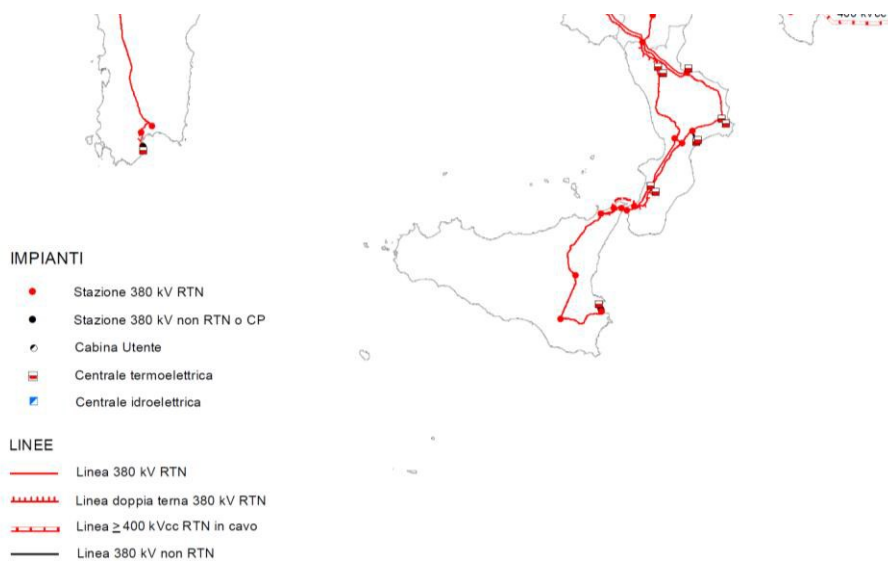 400 kVcc
IMPIANTI
Stazione 380 kV RTN
Stazione 380 kV non RTN o CP
Cabina Utente
Centrale termoelettrica
Centrale idroelettrica
LINEE
Linea 380 kV RTN
Linea doppia terna 380 kV RTN
Linea ≥ 400 kVcc RTN in cavo
Linea 380 kV non RTN